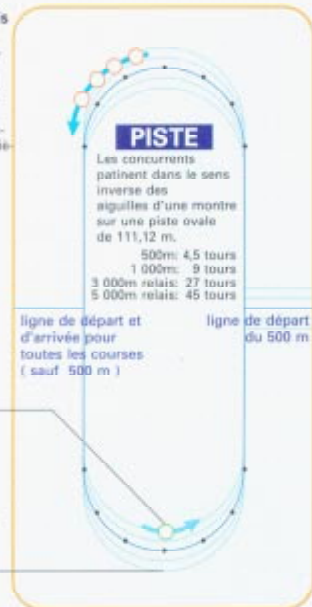 PISTE
Les concurrents
patinent dans le sens
inverse des
aiguilles d'une montre
sur une piste ovale
de 111,12 m.
500m: 4,5 tours
1 000m: 9 tours
3 000m relais: 27 tours
5 000m relais: 45 tours
ligne de départ et
d'arrivée pour
toutes les courses
( sauf 500 m )
ligne de départ
du 500 m